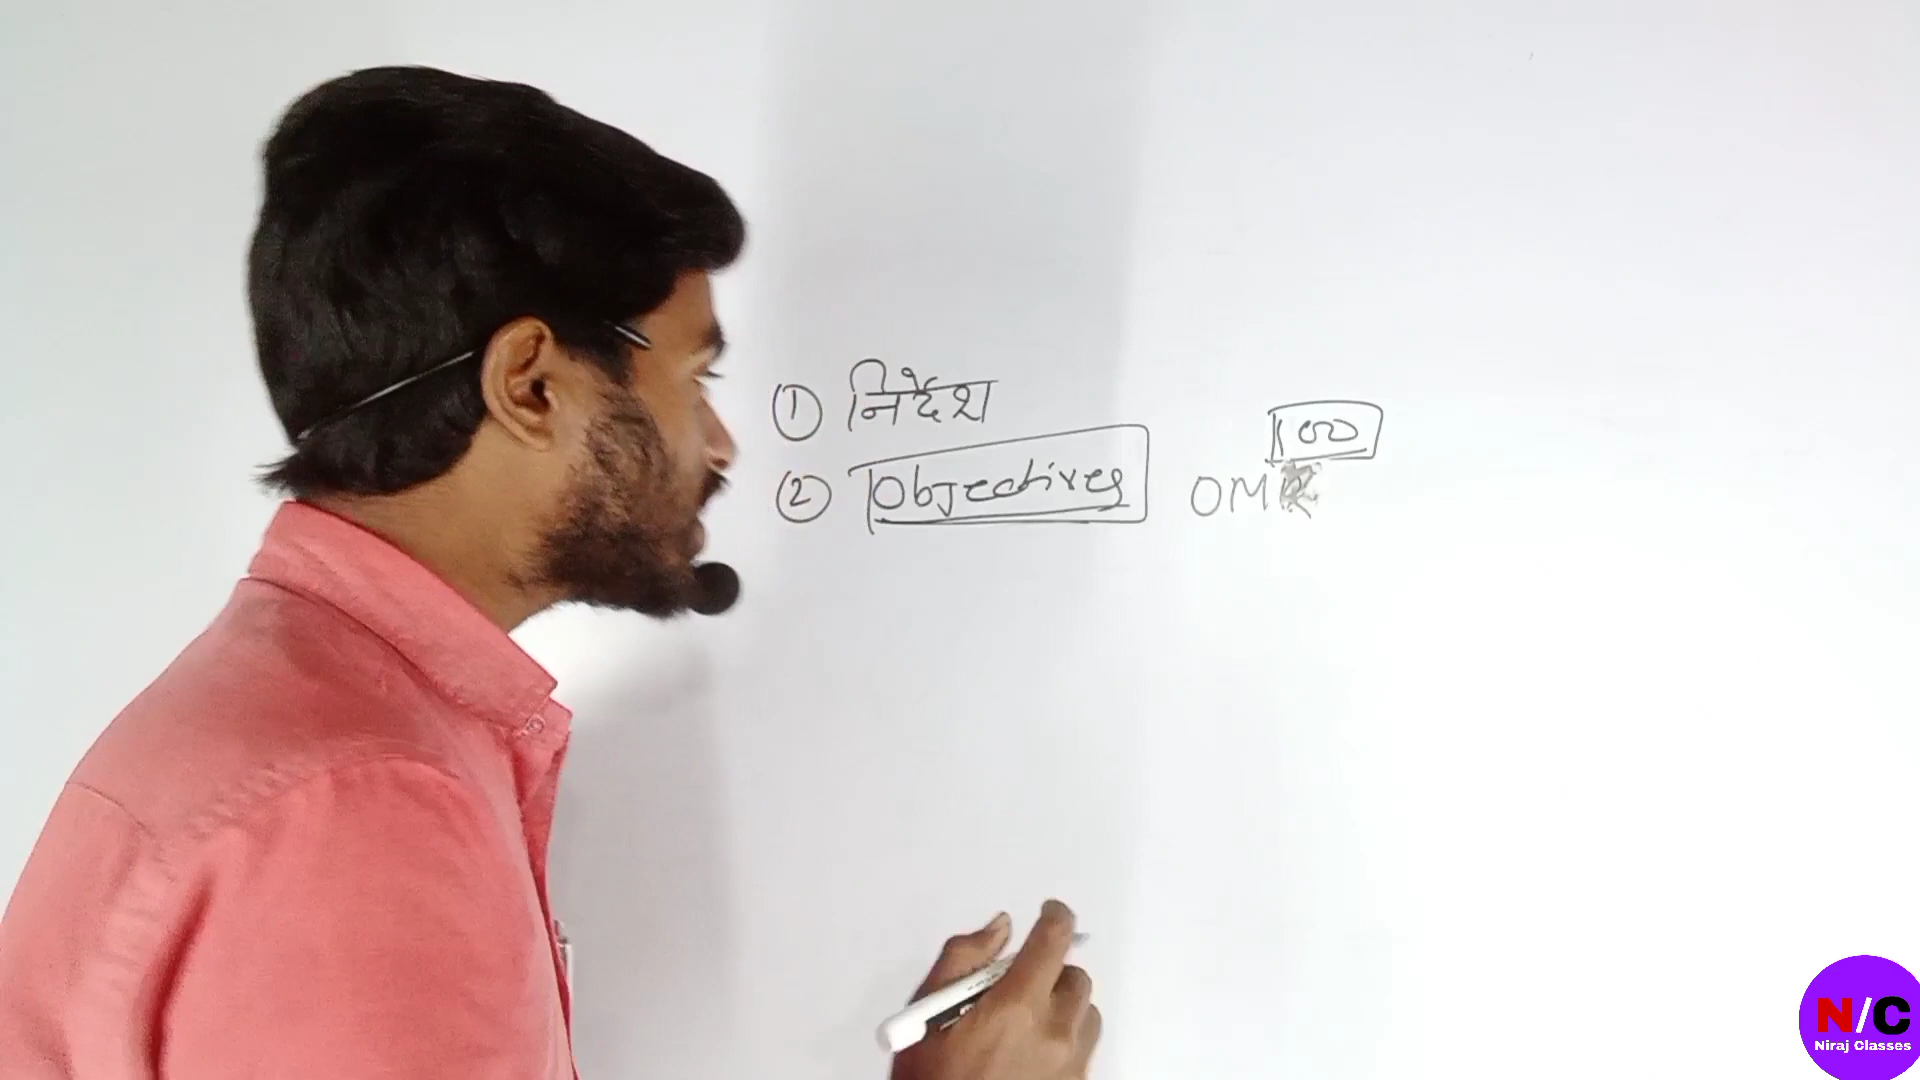 ① निर्देश
100
② Objectives OMR
N/C
Niraj Classes